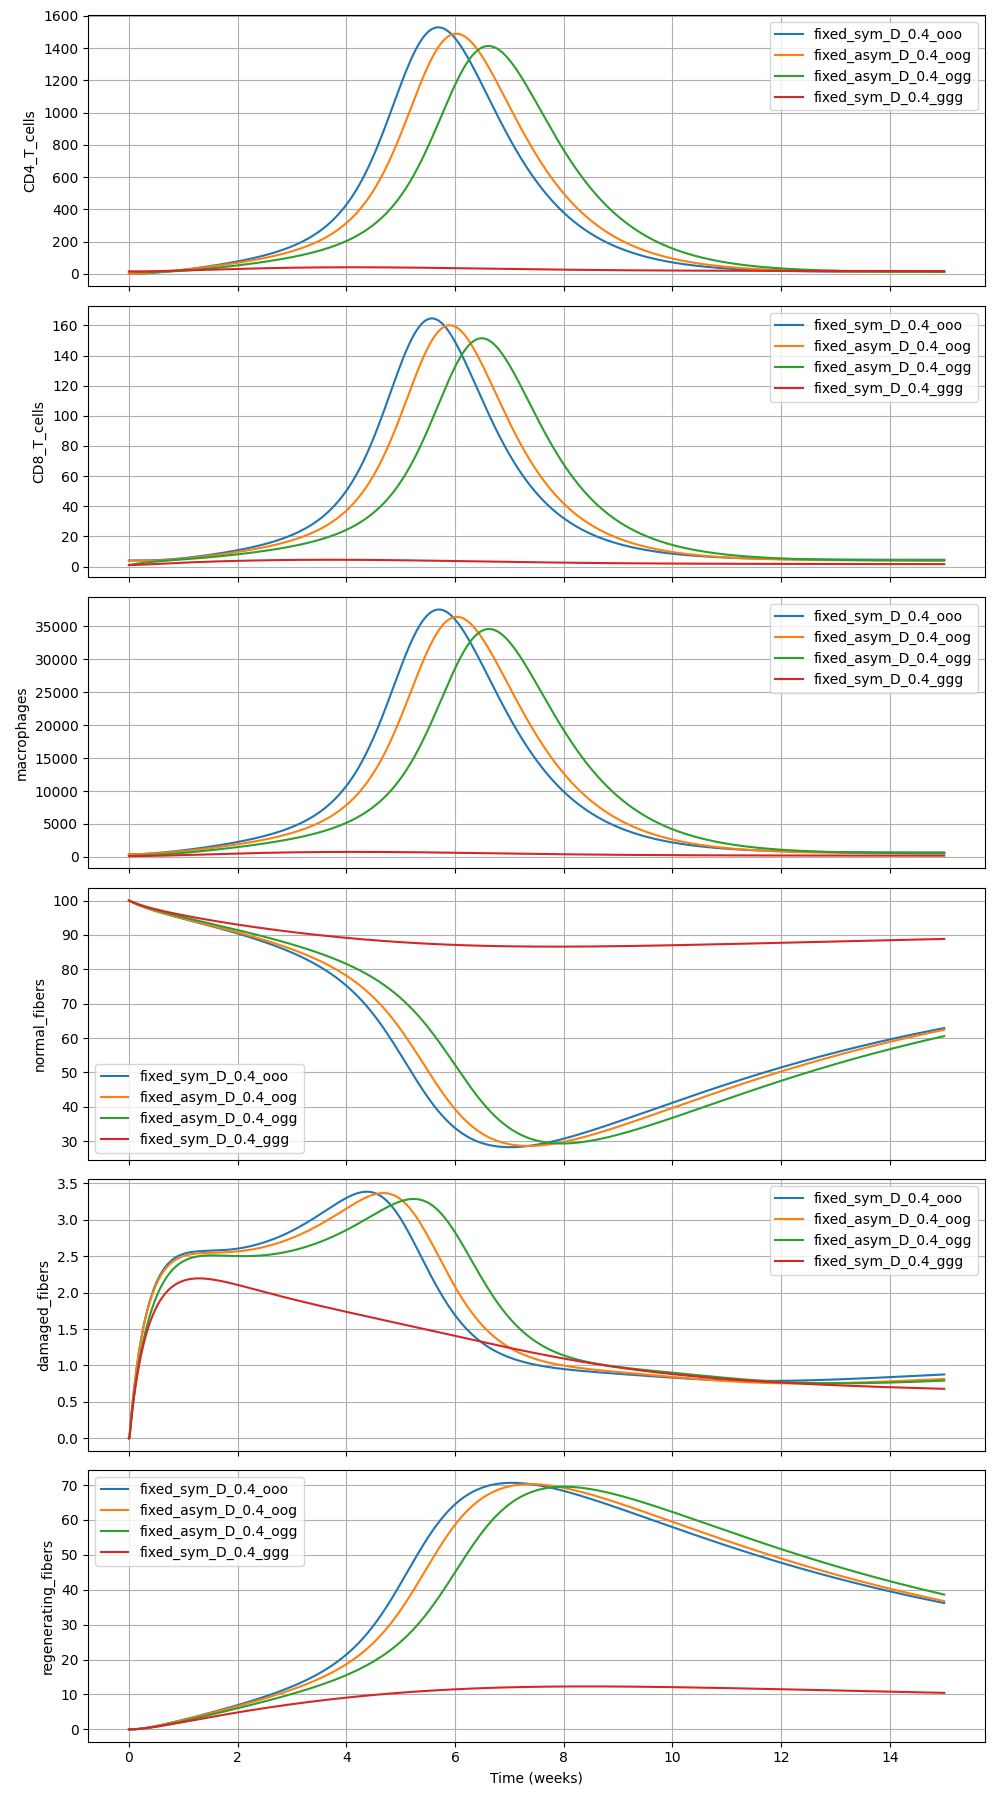 1600
1400
1200
1000
800
600
400
200
0
CD4_T_cells
fixed_sym_D_0.4_ooo
fixed_asym_D_0.4_oog
fixed_asym_D_0.4_ogg
fixed_sym_D_0.4_ggg
160
140
120
100
80
60
40
20
0
CD8_T_cells
fixed_sym_D_0.4_ooo
fixed_asym_D_0.4_oog
fixed_asym_D_0.4_ogg
fixed_sym_D_0.4_ggg
35000
30000
25000
20000
15000
10000
5000
0
macrophages
fixed_sym_D_0.4_ooo
fixed_asym_D_0.4_oog
fixed_asym_D_0.4_ogg
fixed_sym_D_0.4_ggg
100
90
80
70
60
50
40
30
normal_fibers
fixed_sym_D_0.4_ooo
fixed_asym_D_0.4_oog
fixed_asym_D_0.4_ogg
fixed_sym_D_0.4_ggg
3.5
3.0
2.5
2.0
1.5
1.0
0.5
0.0
damaged_fibers
fixed_sym_D_0.4_ooo
fixed_asym_D_0.4_oog
fixed_asym_D_0.4_ogg
fixed_sym_D_0.4_ggg
70
60
50
40
30
20
10
0
regenerating_fibers
fixed_sym_D_0.4_ooo
fixed_asym_D_0.4_oog
fixed_asym_D_0.4_ogg
fixed_sym_D_0.4_ggg
0 2 4 6 8 10 12 14
Time (weeks)